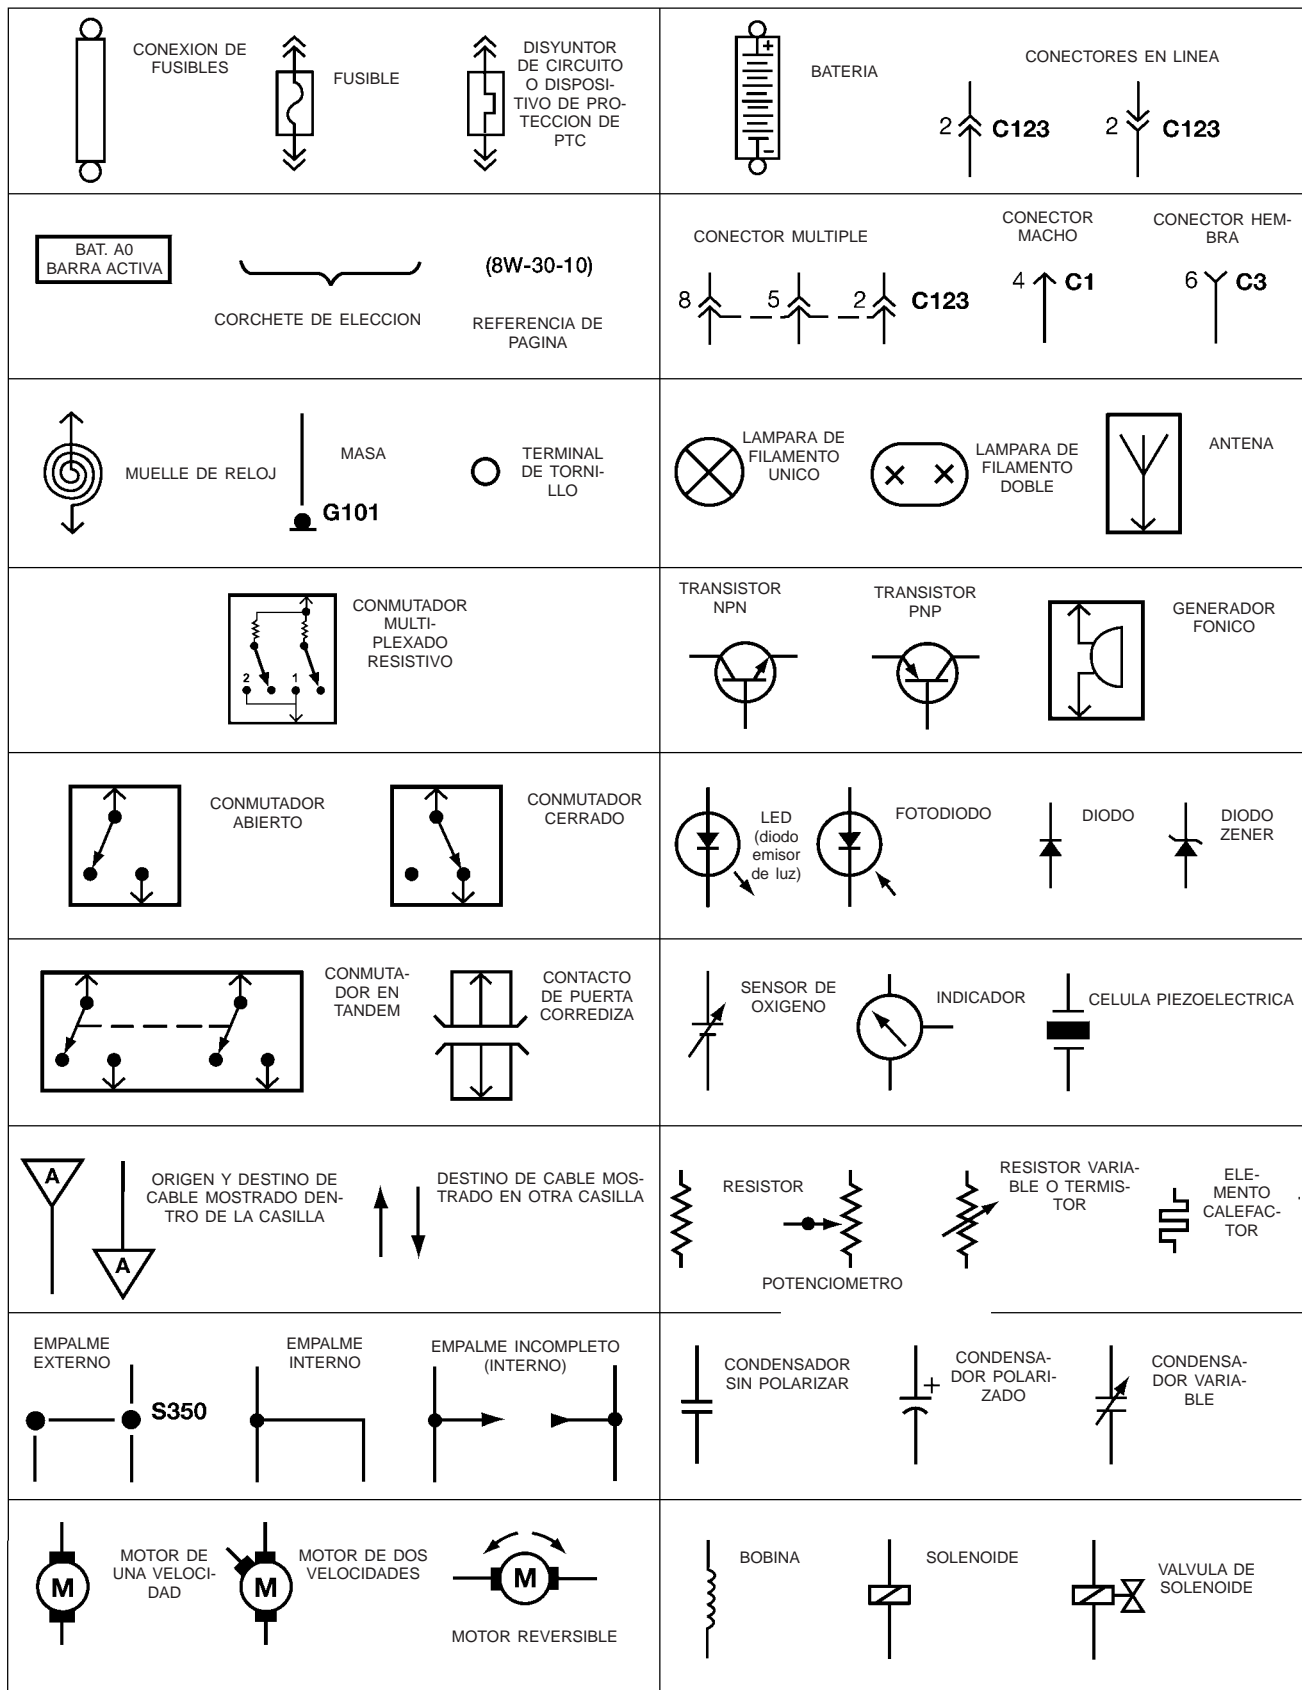 CONEXION DE
FUSIBLES
FUSIBLE
DISYUNTOR
DE CIRCUITO
O DISPOSI-
TIVO DE PRO-
TECCION DE
PTC
+
-
BATERIA
CONECTORES EN LINEA
2 C123
2 C123
BAT. A0
BARRA ACTIVA
CORCHETE DE ELECCION
(8W-30-10)
REFERENCIA DE
PAGINA
CONECTOR MULTIPLE
8 5 2 C123
CONECTOR
MACHO
4 C1
CONECTOR HEM-
BRA
6 C3
MUELLE DE RELOJ
MASA
G101
TERMINAL
DE TORNI-
LLO
LAMPARA DE
FILAMENTO
UNICO
LAMPARA DE
FILAMENTO
DOBLE
ANTENA
2 1
CONMUTADOR
MULTI-
PLEXADO
RESISTIVO
TRANSISTOR
NPN
TRANSISTOR
PNP
GENERADOR
FONICO
CONMUTADOR
ABIERTO
CONMUTADOR
CERRADO
LED
(diodo
emisor
de luz)
FOTODIODO
DIODO
DIODO
ZENER
CONMUTA-
DOR EN
TANDEM
CONTACTO
DE PUERTA
CORREDIZA
SENSOR DE
OXIGENO
INDICADOR
CELULA PIEZOELECTRICA
A
A
ORIGEN Y DESTINO DE
CABLE MOSTRADO DEN-
TRO DE LA CASILLA
DESTINO DE CABLE MOS-
TRADO EN OTRA CASILLA
RESISTOR
POTENCIOMETRO
RESISTOR VARIA-
BLE O TERMIS-
TOR
ELE-
MENTO
CALEFAC-
TOR
EMPALME
EXTERNO
S350
EMPALME
INTERNO
EMPALME INCOMPLETO
(INTERNO)
CONDENSADOR
SIN POLARIZAR
+
CONDENSA-
DOR POLARI-
ZADO
CONDENSA-
DOR VARIA-
BLE
M
MOTOR DE
UNA VELOCI-
DAD
M
MOTOR DE DOS
VELOCIDADES
M
MOTOR REVERSIBLE
BOBINA
SOLENOIDE
VALVULA DE
SOLENOIDE